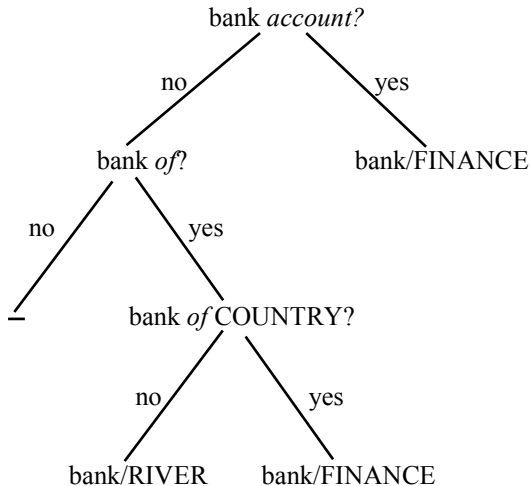 bank account?
no
yes
bank of?
bank/FINANCE
no
yes
–
bank of COUNTRY?
no
yes
bank/RIVER
bank/FINANCE